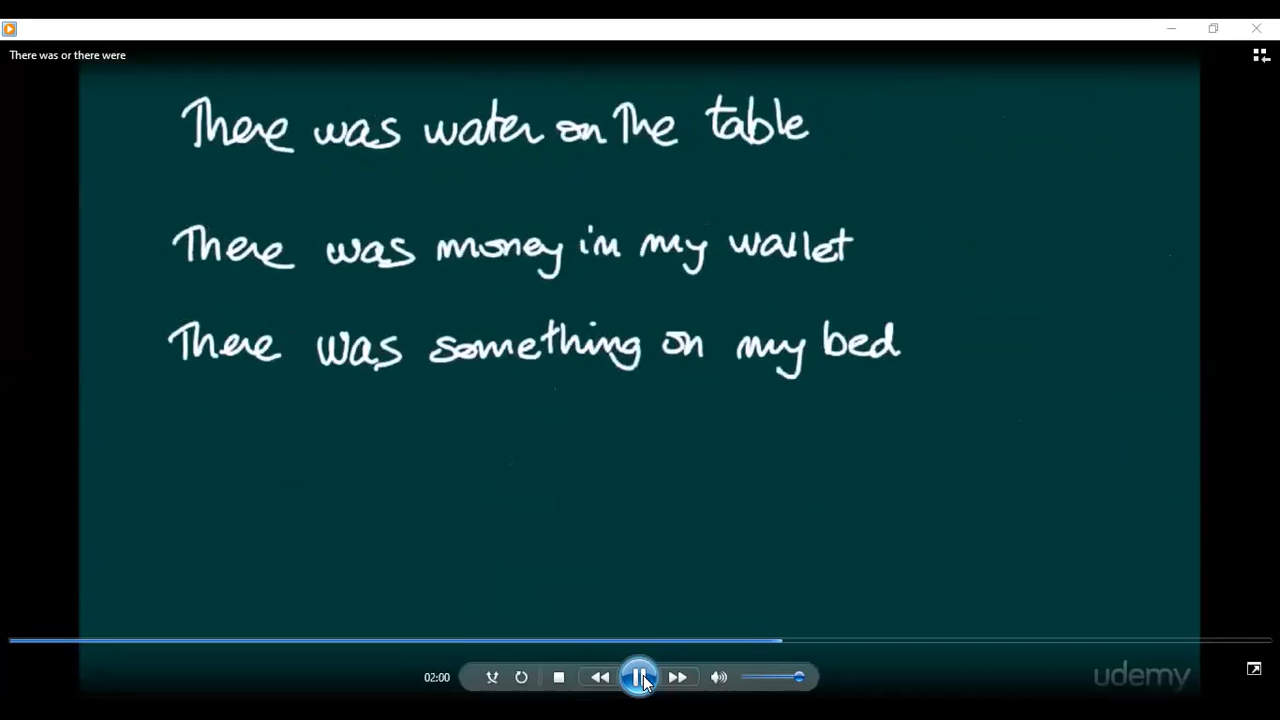 There was or there were
There was water on the table
There was money in my wallet
There was something on my bed
02:00
udemy